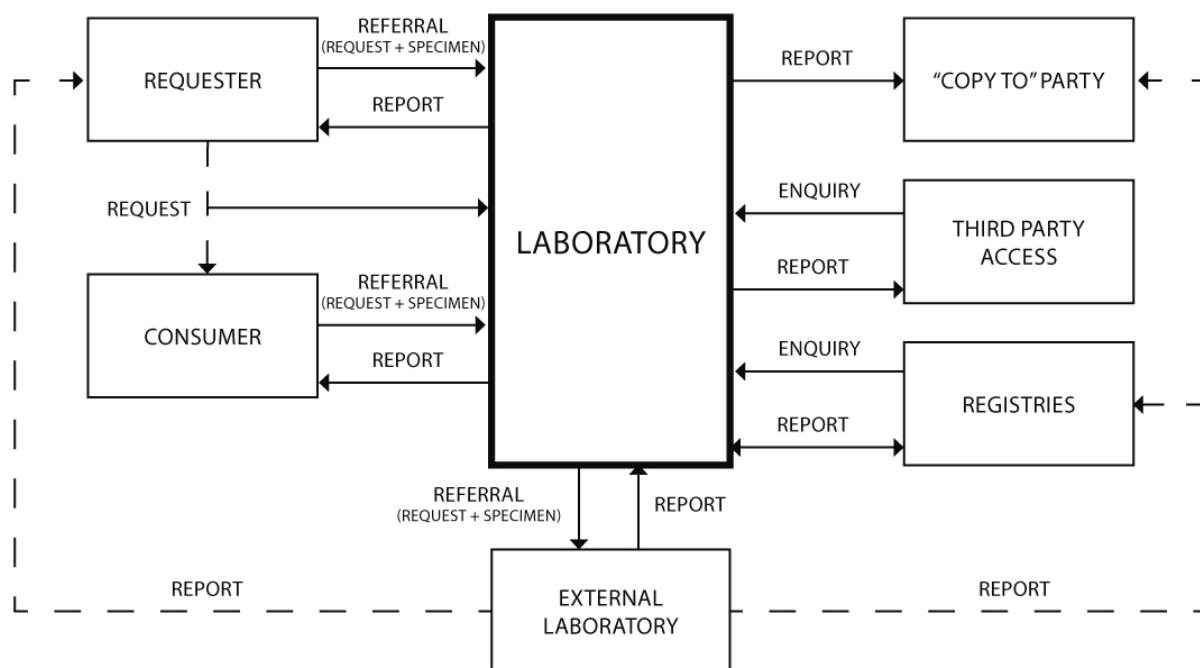 REFERRAL
(REQUEST + SPECIMEN)
REQUESTER
REPORT
REQUEST
REFERRAL
(REQUEST + SPECIMEN)
CONSUMER
REPORT
LABORATORY
REPORT
“COPY TO” PARTY
ENQUIRY
THIRD PARTY
ACCESS
REPORT
ENQUIRY
REGISTRIES
REPORT
REFERRAL
(REQUEST + SPECIMEN)
REPORT
REPORT
EXTERNAL
LABORATORY
REPORT